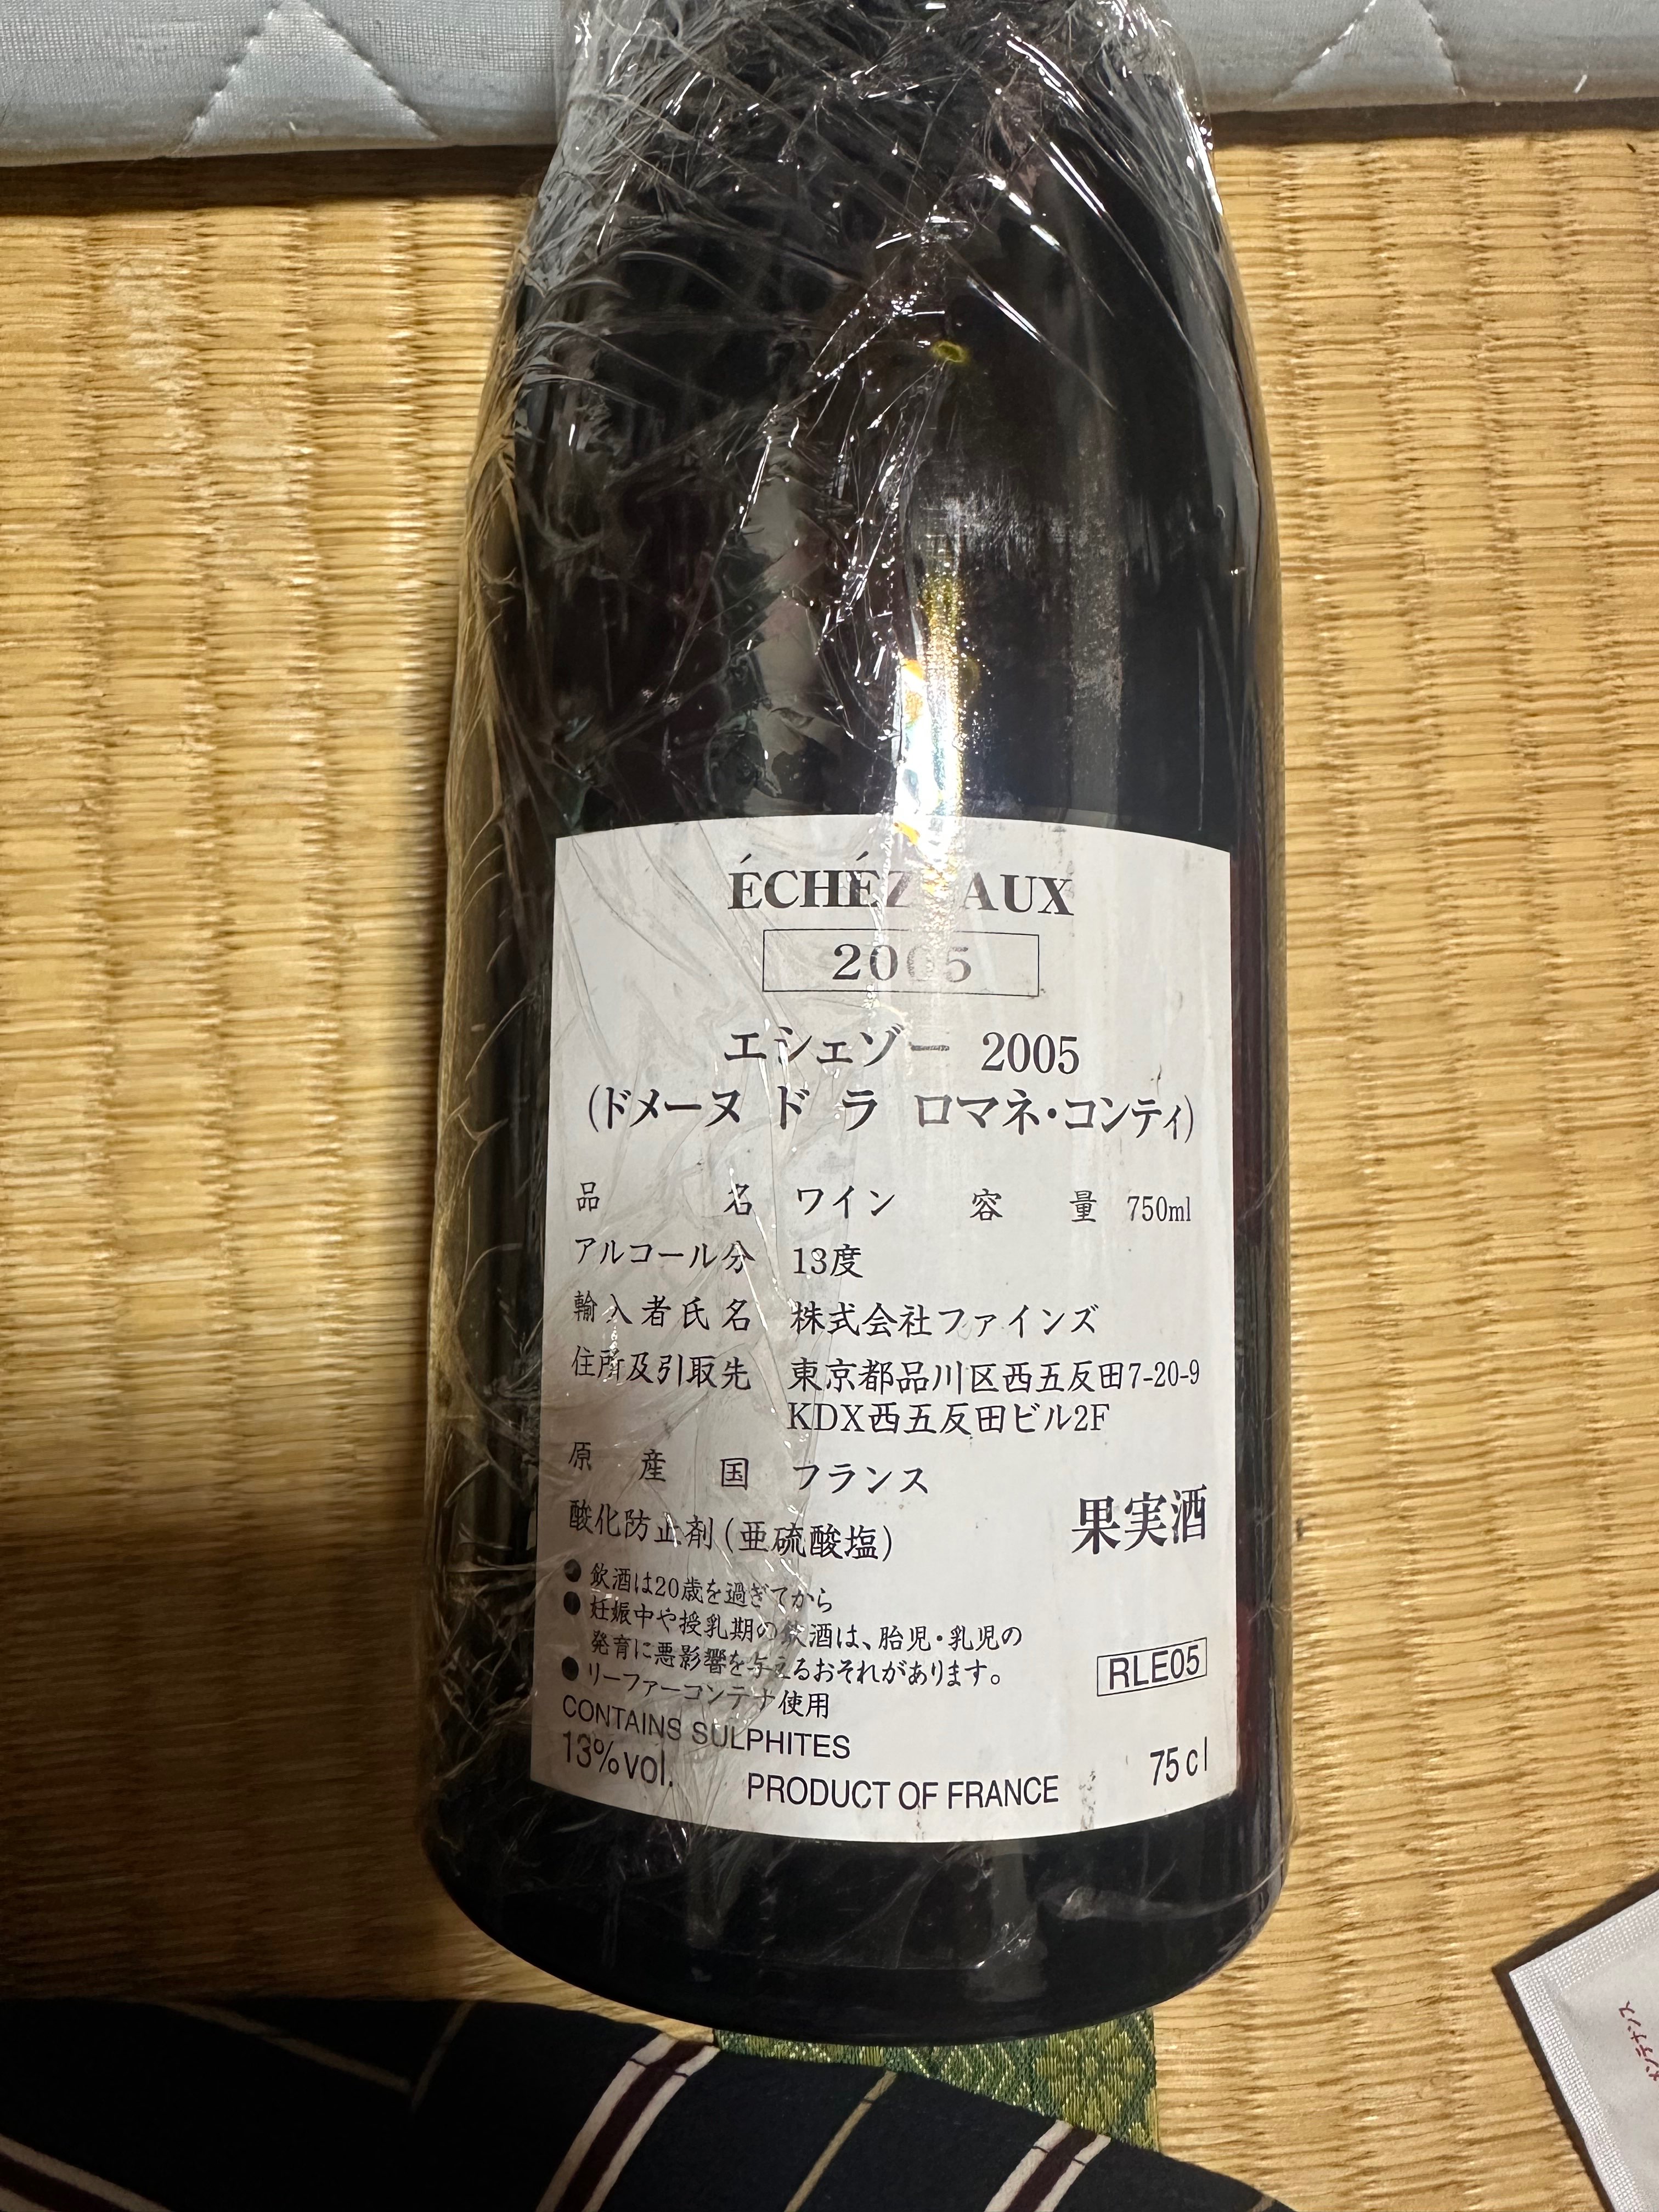 ÉCHÉZEAUX
2005
エシェゾー 2005
(ドメーヌ ド ラ ロマネ・コンティ)
品名 ワイン 容量 750ml
アルコール分 13度
輸入者氏名 株式会社ファインズ
住所及引取先 東京都品川区西五反田7-20-9
KDX西五反田ビル2F
原産国 フランス
酸化防止剤(亜硫酸塩)
果実酒
●飲酒は20歳を過ぎてから
●妊娠中や授乳期の飲酒は、胎児・乳児の
発育に悪影響を与えるおそれがあります。
●リーファーコンテナ使用
RLE05
CONTAINS SULPHITES
13%vol.
PRODUCT OF FRANCE
75cl
メンテナンス